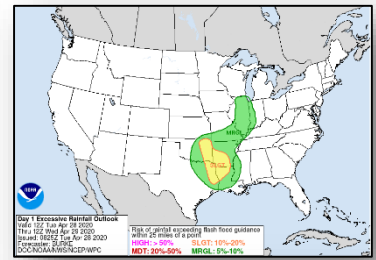 MRGL
Day 1 Excessive Rainfall Outlook
Valid 12Z Tue Apr 28 2020
Thru 12Z Wed Apr 29 2020
Issued: 0825Z Tue Apr 28 2020
Forecaster: BURKE
DOC/NOAA/NWS/NCEP/WPC
Risk of rainfall exceeding flash flood guidance
within 25 miles of a point
HIGH: > 50% SLGT: 10%-20%
MDT: 20%-50% MRGL: 5%-10%